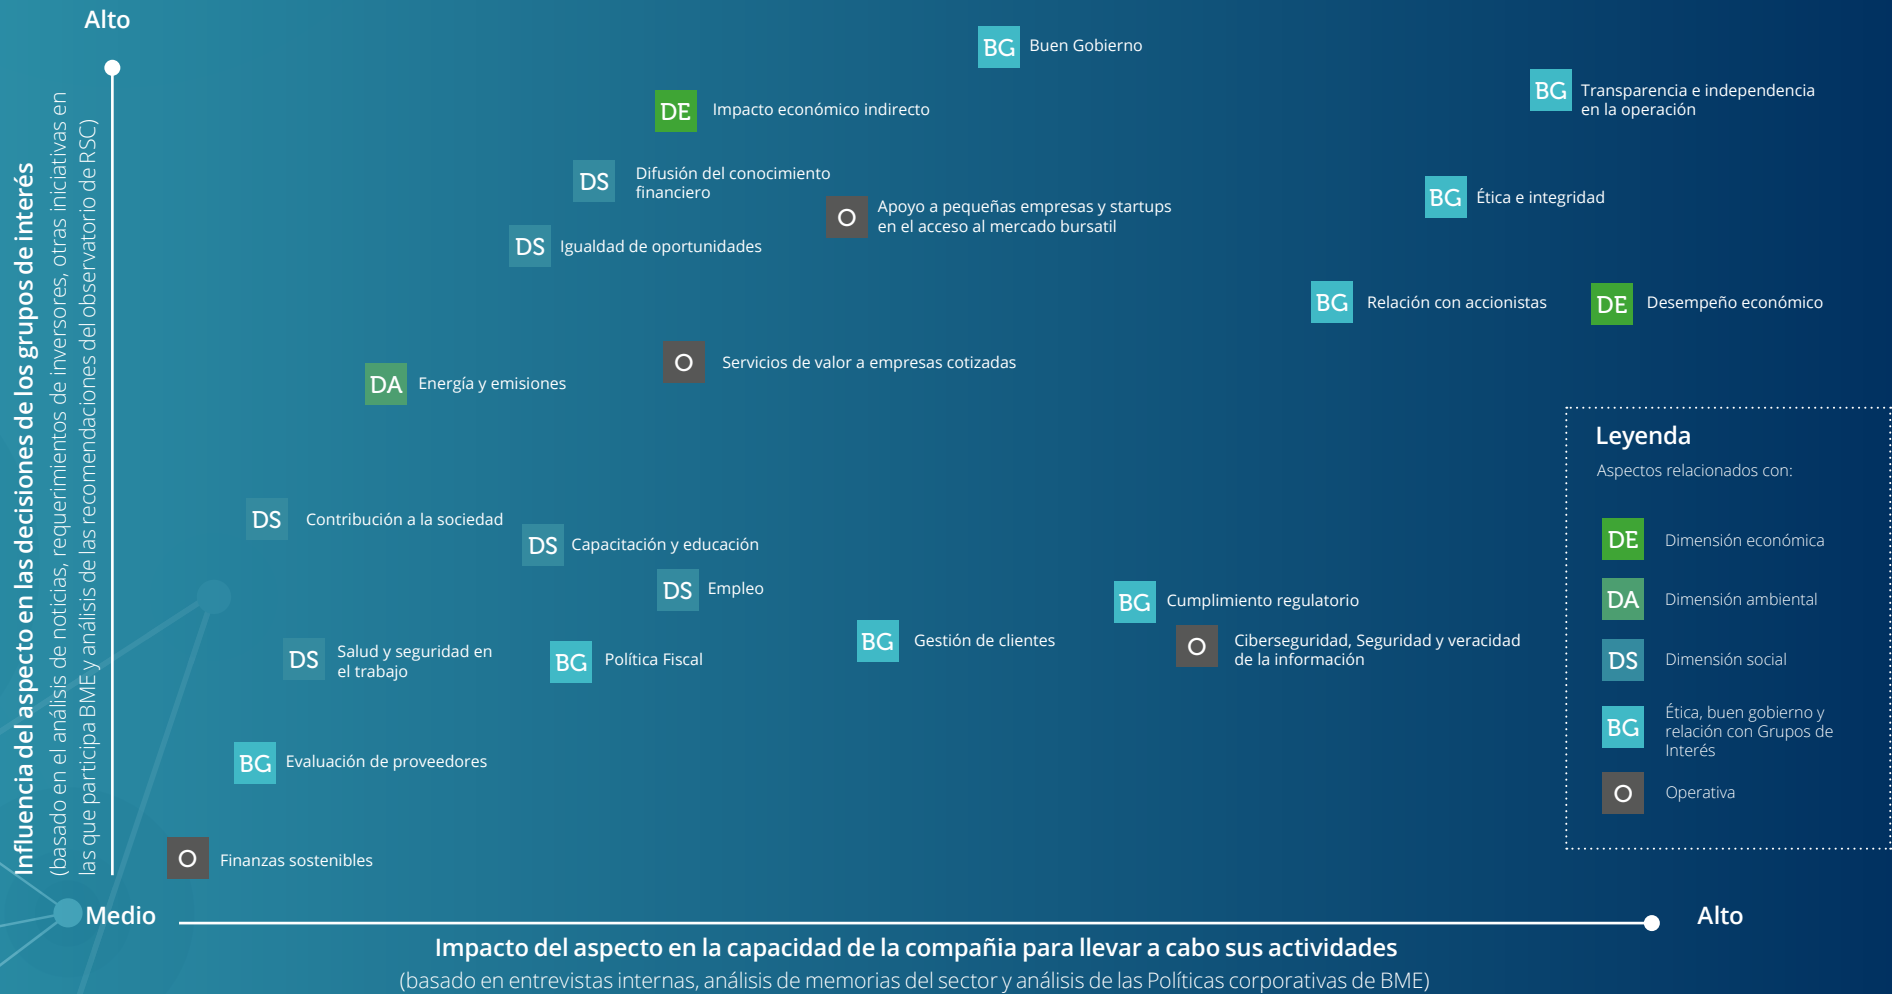 Alto
Influencia del aspecto en las decisiones de los grupos de interés
(basado en el análisis de noticias, requerimientos de inversores, otras iniciativas en
las que participa BME y análisis de las recomendaciones del observatorio de RSC)
BG Buen Gobierno
BG Transparencia e independencia
en la operación
DE Impacto económico indirecto
DS Difusión del conocimiento
financiero
BG Ética e integridad
O Apoyo a pequeñas empresas y startups
en el acceso al mercado bursatil
DS Igualdad de oportunidades
BG Relación con accionistas
DE Desempeño económico
O Servicios de valor a empresas cotizadas
DA Energía y emisiones
DS Contribución a la sociedad
DS Capacitación y educación
DS Empleo
BG Cumplimiento regulatorio
BG Gestión de clientes
O Ciberseguridad, Seguridad y veracidad
de la información
DS Salud y seguridad en
el trabajo
BG Política Fiscal
BG Evaluación de proveedores
O Finanzas sostenibles
Leyenda
Aspectos relacionados con:
DE Dimensión económica
DA Dimensión ambiental
DS Dimensión social
BG Ética, buen gobierno y
relación con Grupos de
Interés
O Operativa
Medio
Alto
Impacto del aspecto en la capacidad de la compañia para llevar a cabo sus actividades
(basado en entrevistas internas, análisis de memorias del sector y análisis de las Políticas corporativas de BME)